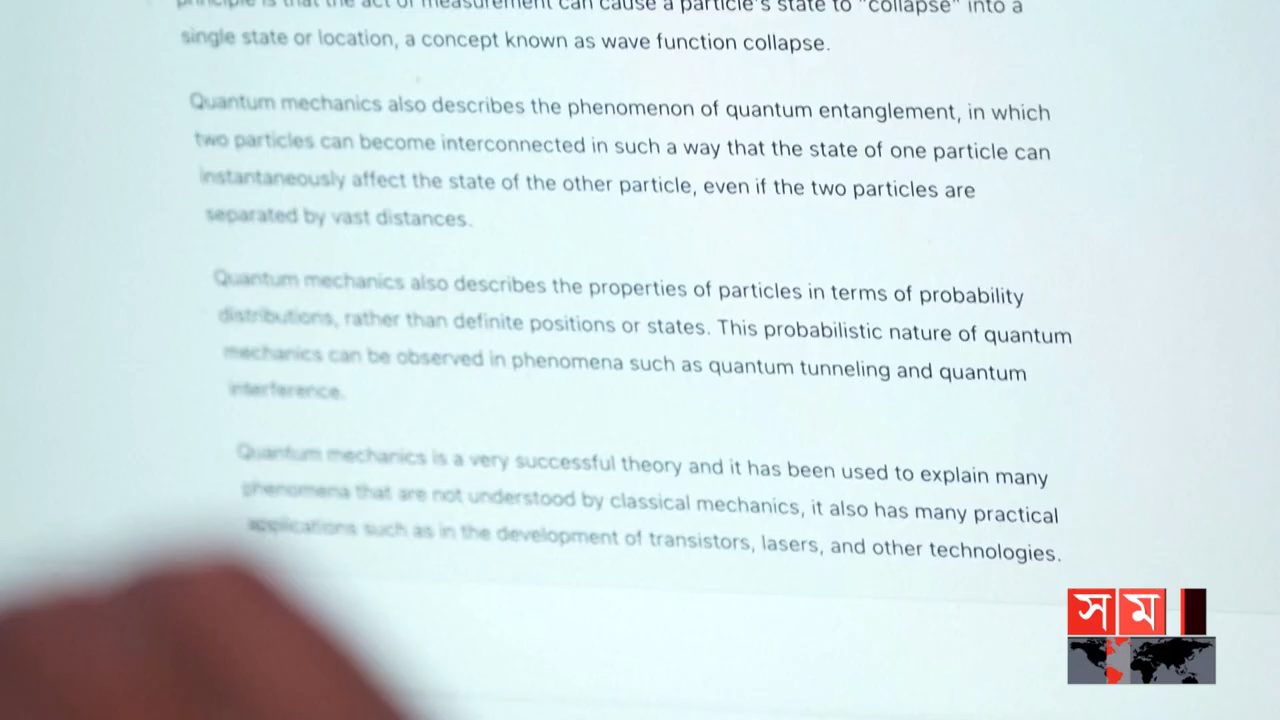 principle is that the act of measurement can cause a particle's state to "collapse" into a
single state or location, a concept known as wave function collapse.
Quantum mechanics also describes the phenomenon of quantum entanglement, in which
two particles can become interconnected in such a way that the state of one particle can
instantaneously affect the state of the other particle, even if the two particles are
separated by vast distances.
Quantum mechanics also describes the properties of particles in terms of probability
distributions, rather than definite positions or states. This probabilistic nature of quantum
mechanics can be observed in phenomena such as quantum tunneling and quantum
interference.
Quantum mechanics is a very successful theory and it has been used to explain many
phenomena that are not understood by classical mechanics, it also has many practical
applications such as in the development of transistors, lasers, and other technologies.
সম